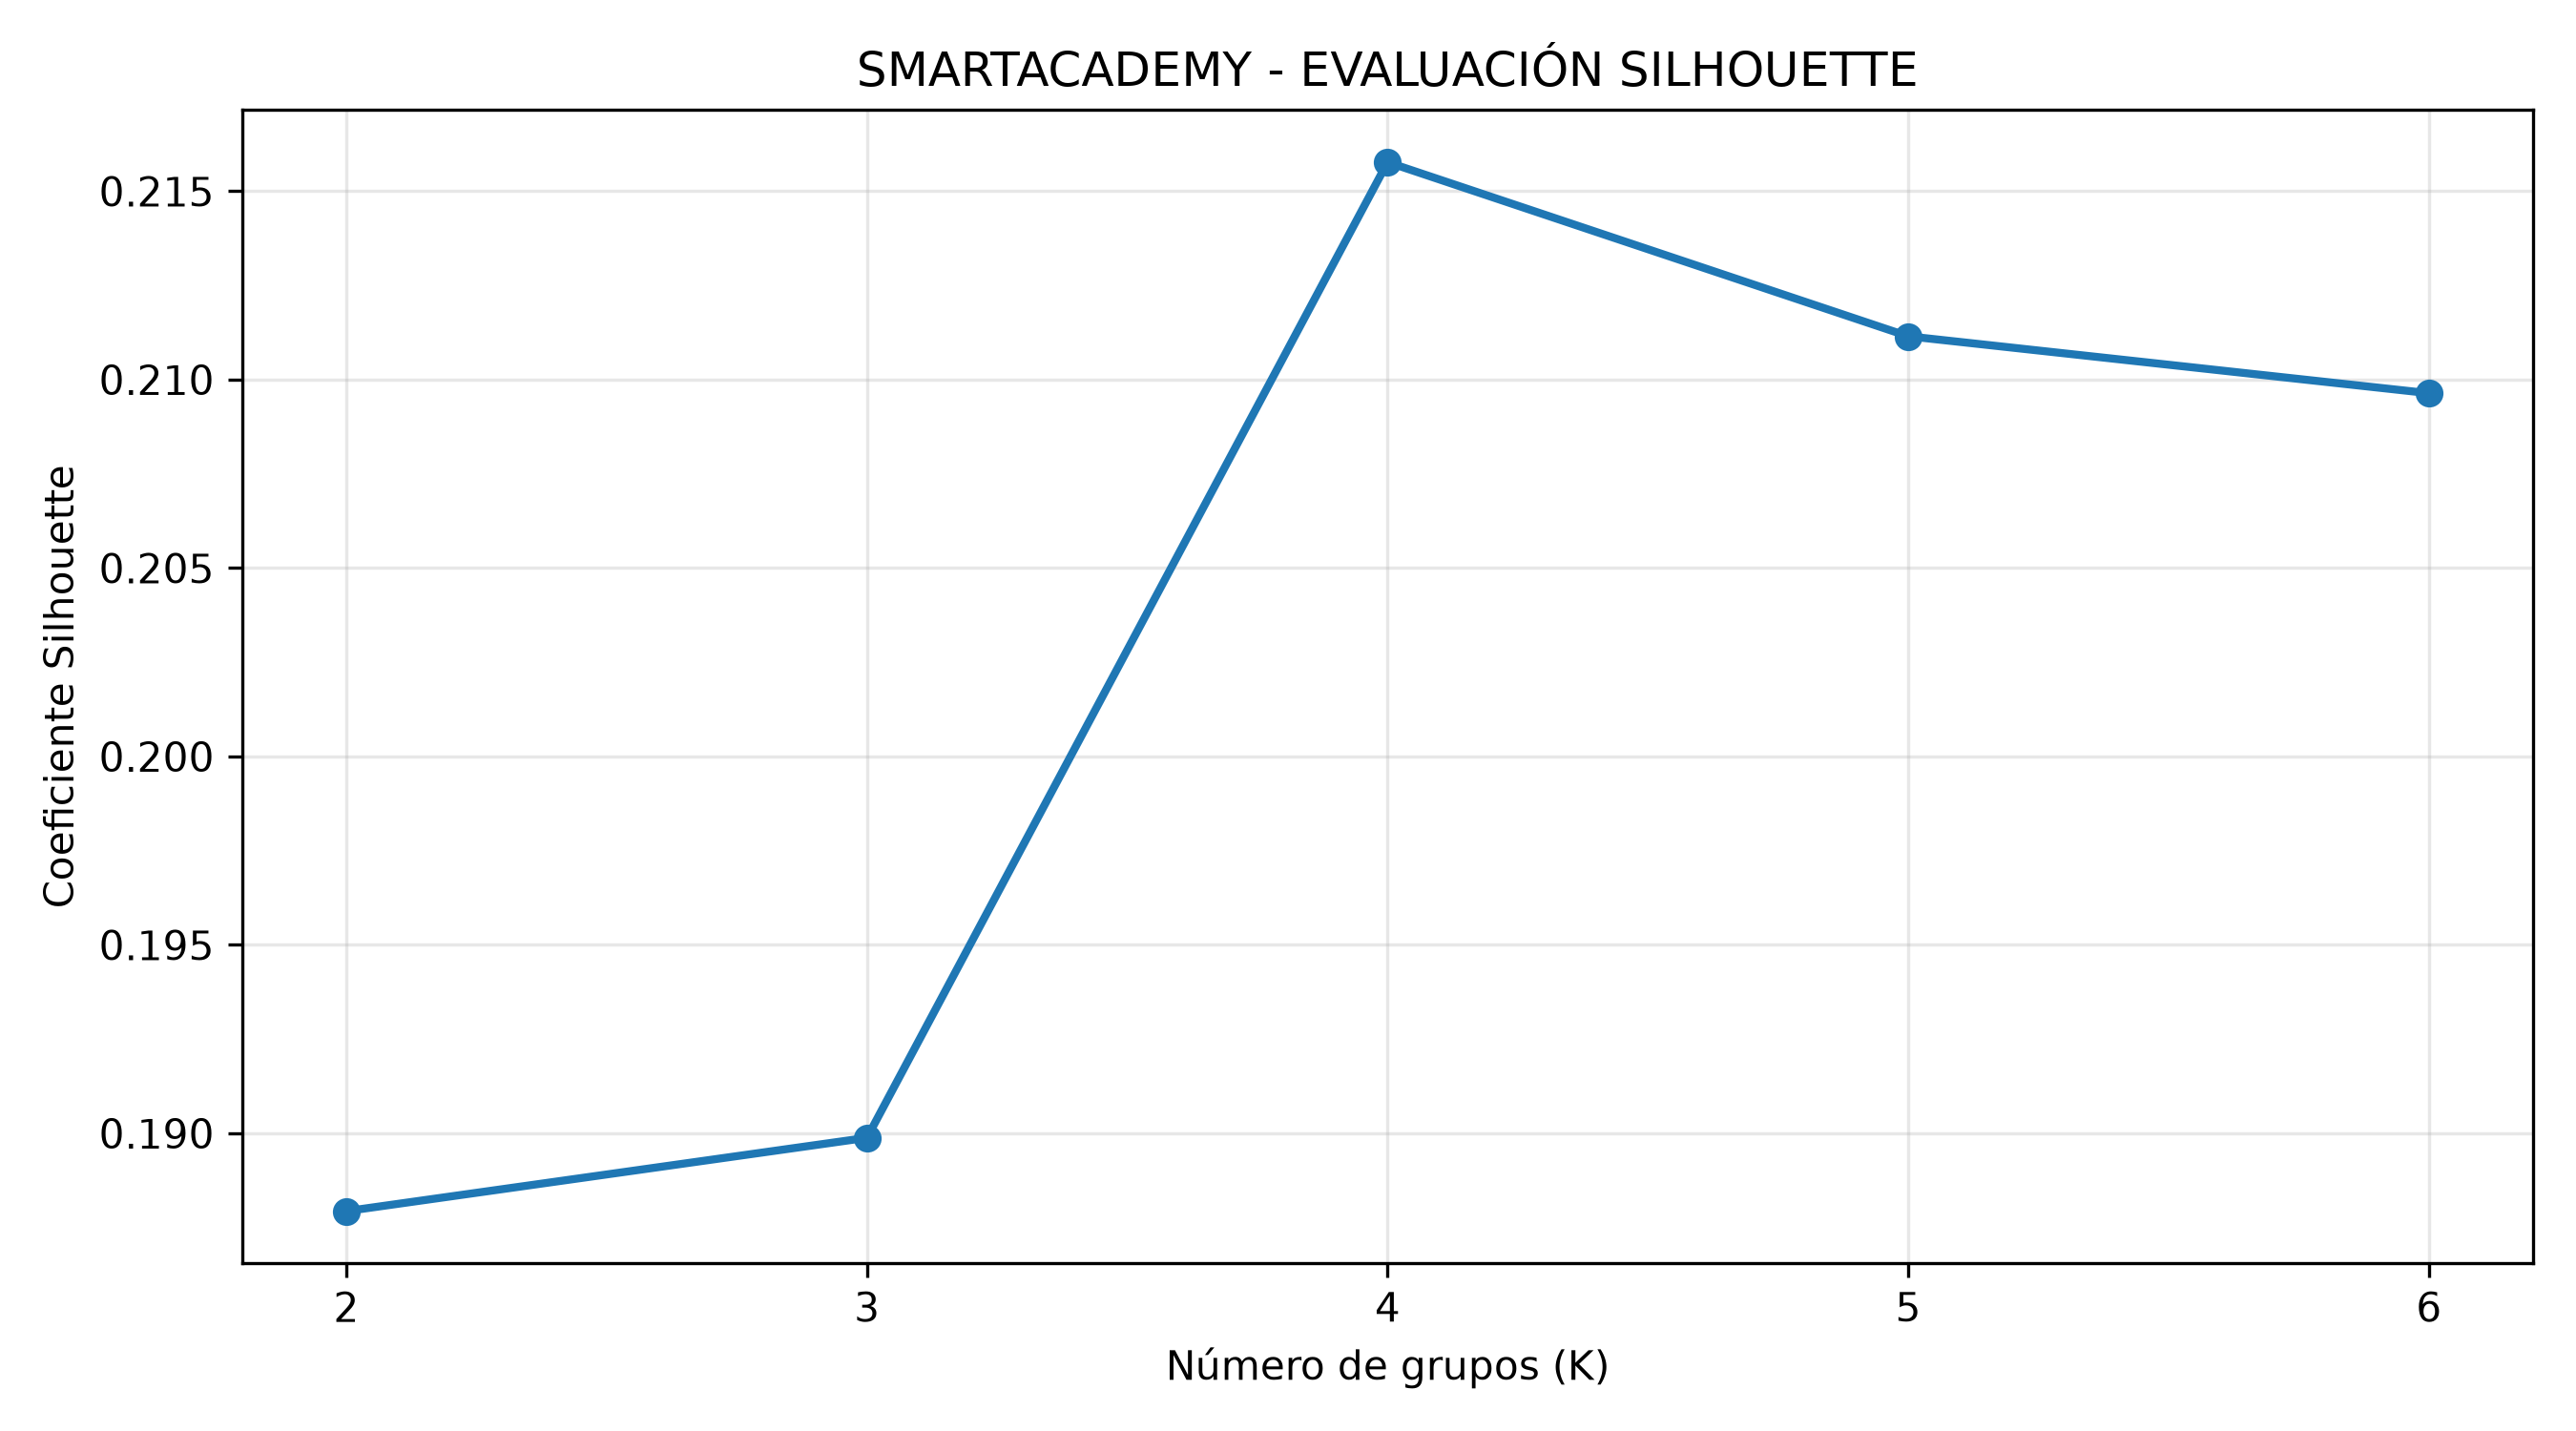 SMARTACADEMY - EVALUACIÓN SILHOUETTE
Coeficiente Silhouette
0.215
0.210
0.205
0.200
0.195
0.190
2 3 4 5 6
Número de grupos (K)